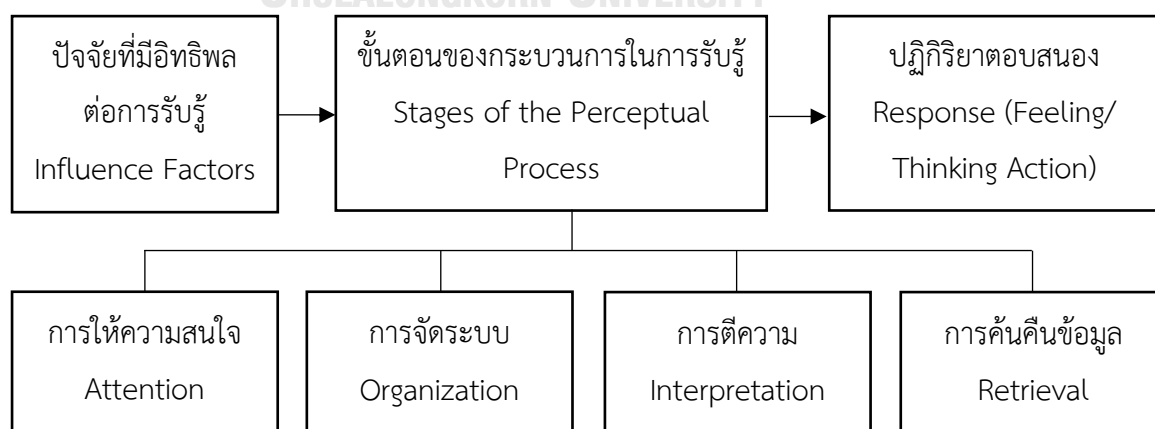 CHULALONGKORN UNIVERSITY
ปัจจัยที่มีอิทธิพล
ต่อการรับรู้
Influence Factors
ขั้นตอนของกระบวนการในการรับรู้
Stages of the Perceptual
Process
ปฏิกิริยาตอบสนอง
Response (Feeling/
Thinking Action)
การให้ความสนใจ
Attention
การจัดระบบ
Organization
การตีความ
Interpretation
การค้นคืนข้อมูล
Retrieval